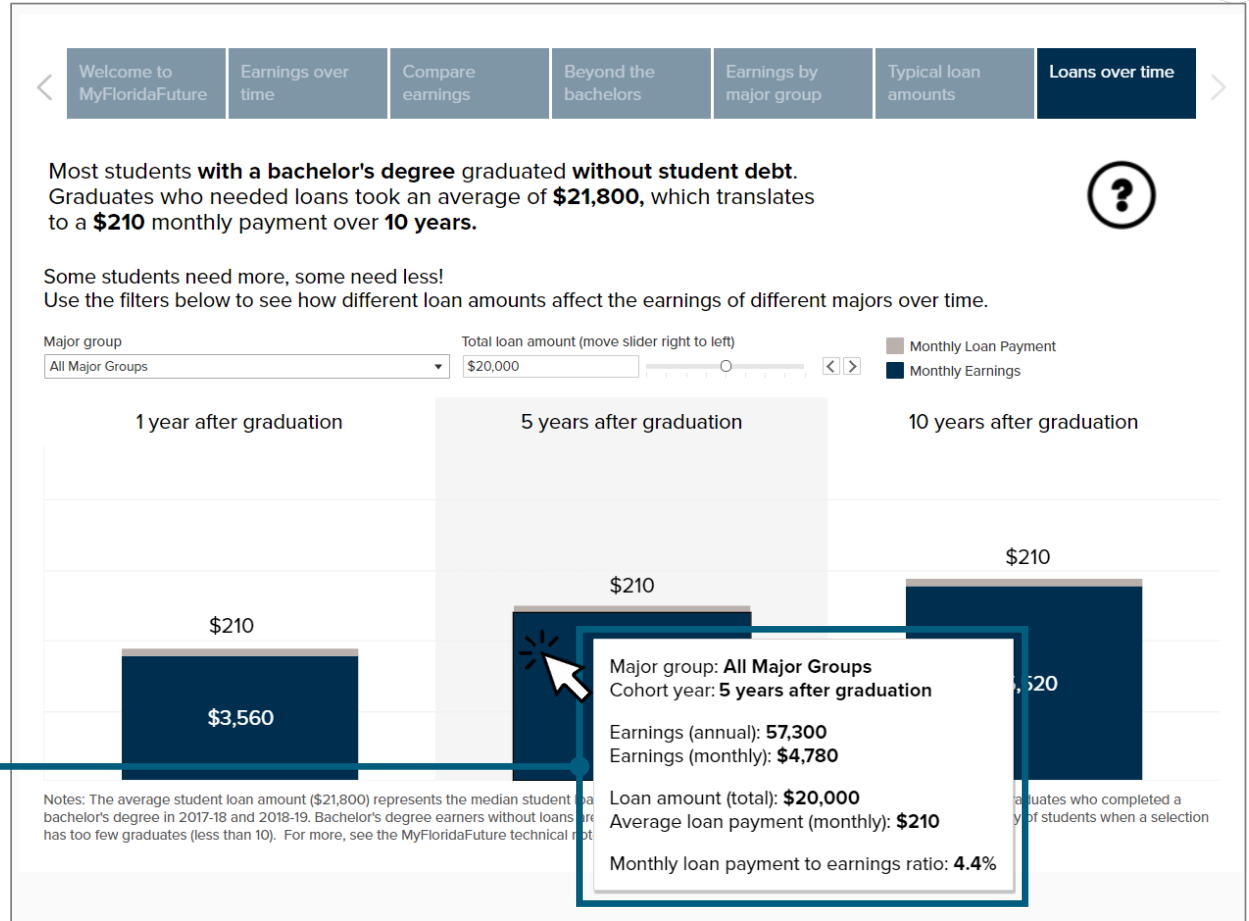 Welcome to
MyFloridaFuture
Earnings over
time
Compare
earnings
Beyond the
bachelors
Earnings by
major group
Typical loan
amounts
Loans over time
Most students with a bachelor's degree graduated without student debt.
Graduates who needed loans took an average of $21,800, which translates
to a $210 monthly payment over 10 years.
?
Some students need more, some need less!
Use the filters below to see how different loan amounts affect the earnings of different majors over time.
Major group
All Major Groups
Total loan amount (move slider right to left)
$20,000
Monthly Loan Payment
Monthly Earnings
1 year after graduation
5 years after graduation
10 years after graduation
$210
$210
$210
$3,560
,520
Major group: All Major Groups
Cohort year: 5 years after graduation
Earnings (annual): 57,300
Earnings (monthly): $4,780
Loan amount (total): $20,000
Average loan payment (monthly): $210
Monthly loan payment to earnings ratio: 4.4%
Notes: The average student loan amount ($21,800) represents the median student who completed a
bachelor's degree in 2017-18 and 2018-19. Bachelor's degree earners without loans of students when a selection
has too few graduates (less than 10). For more, see the MyFloridaFuture technical